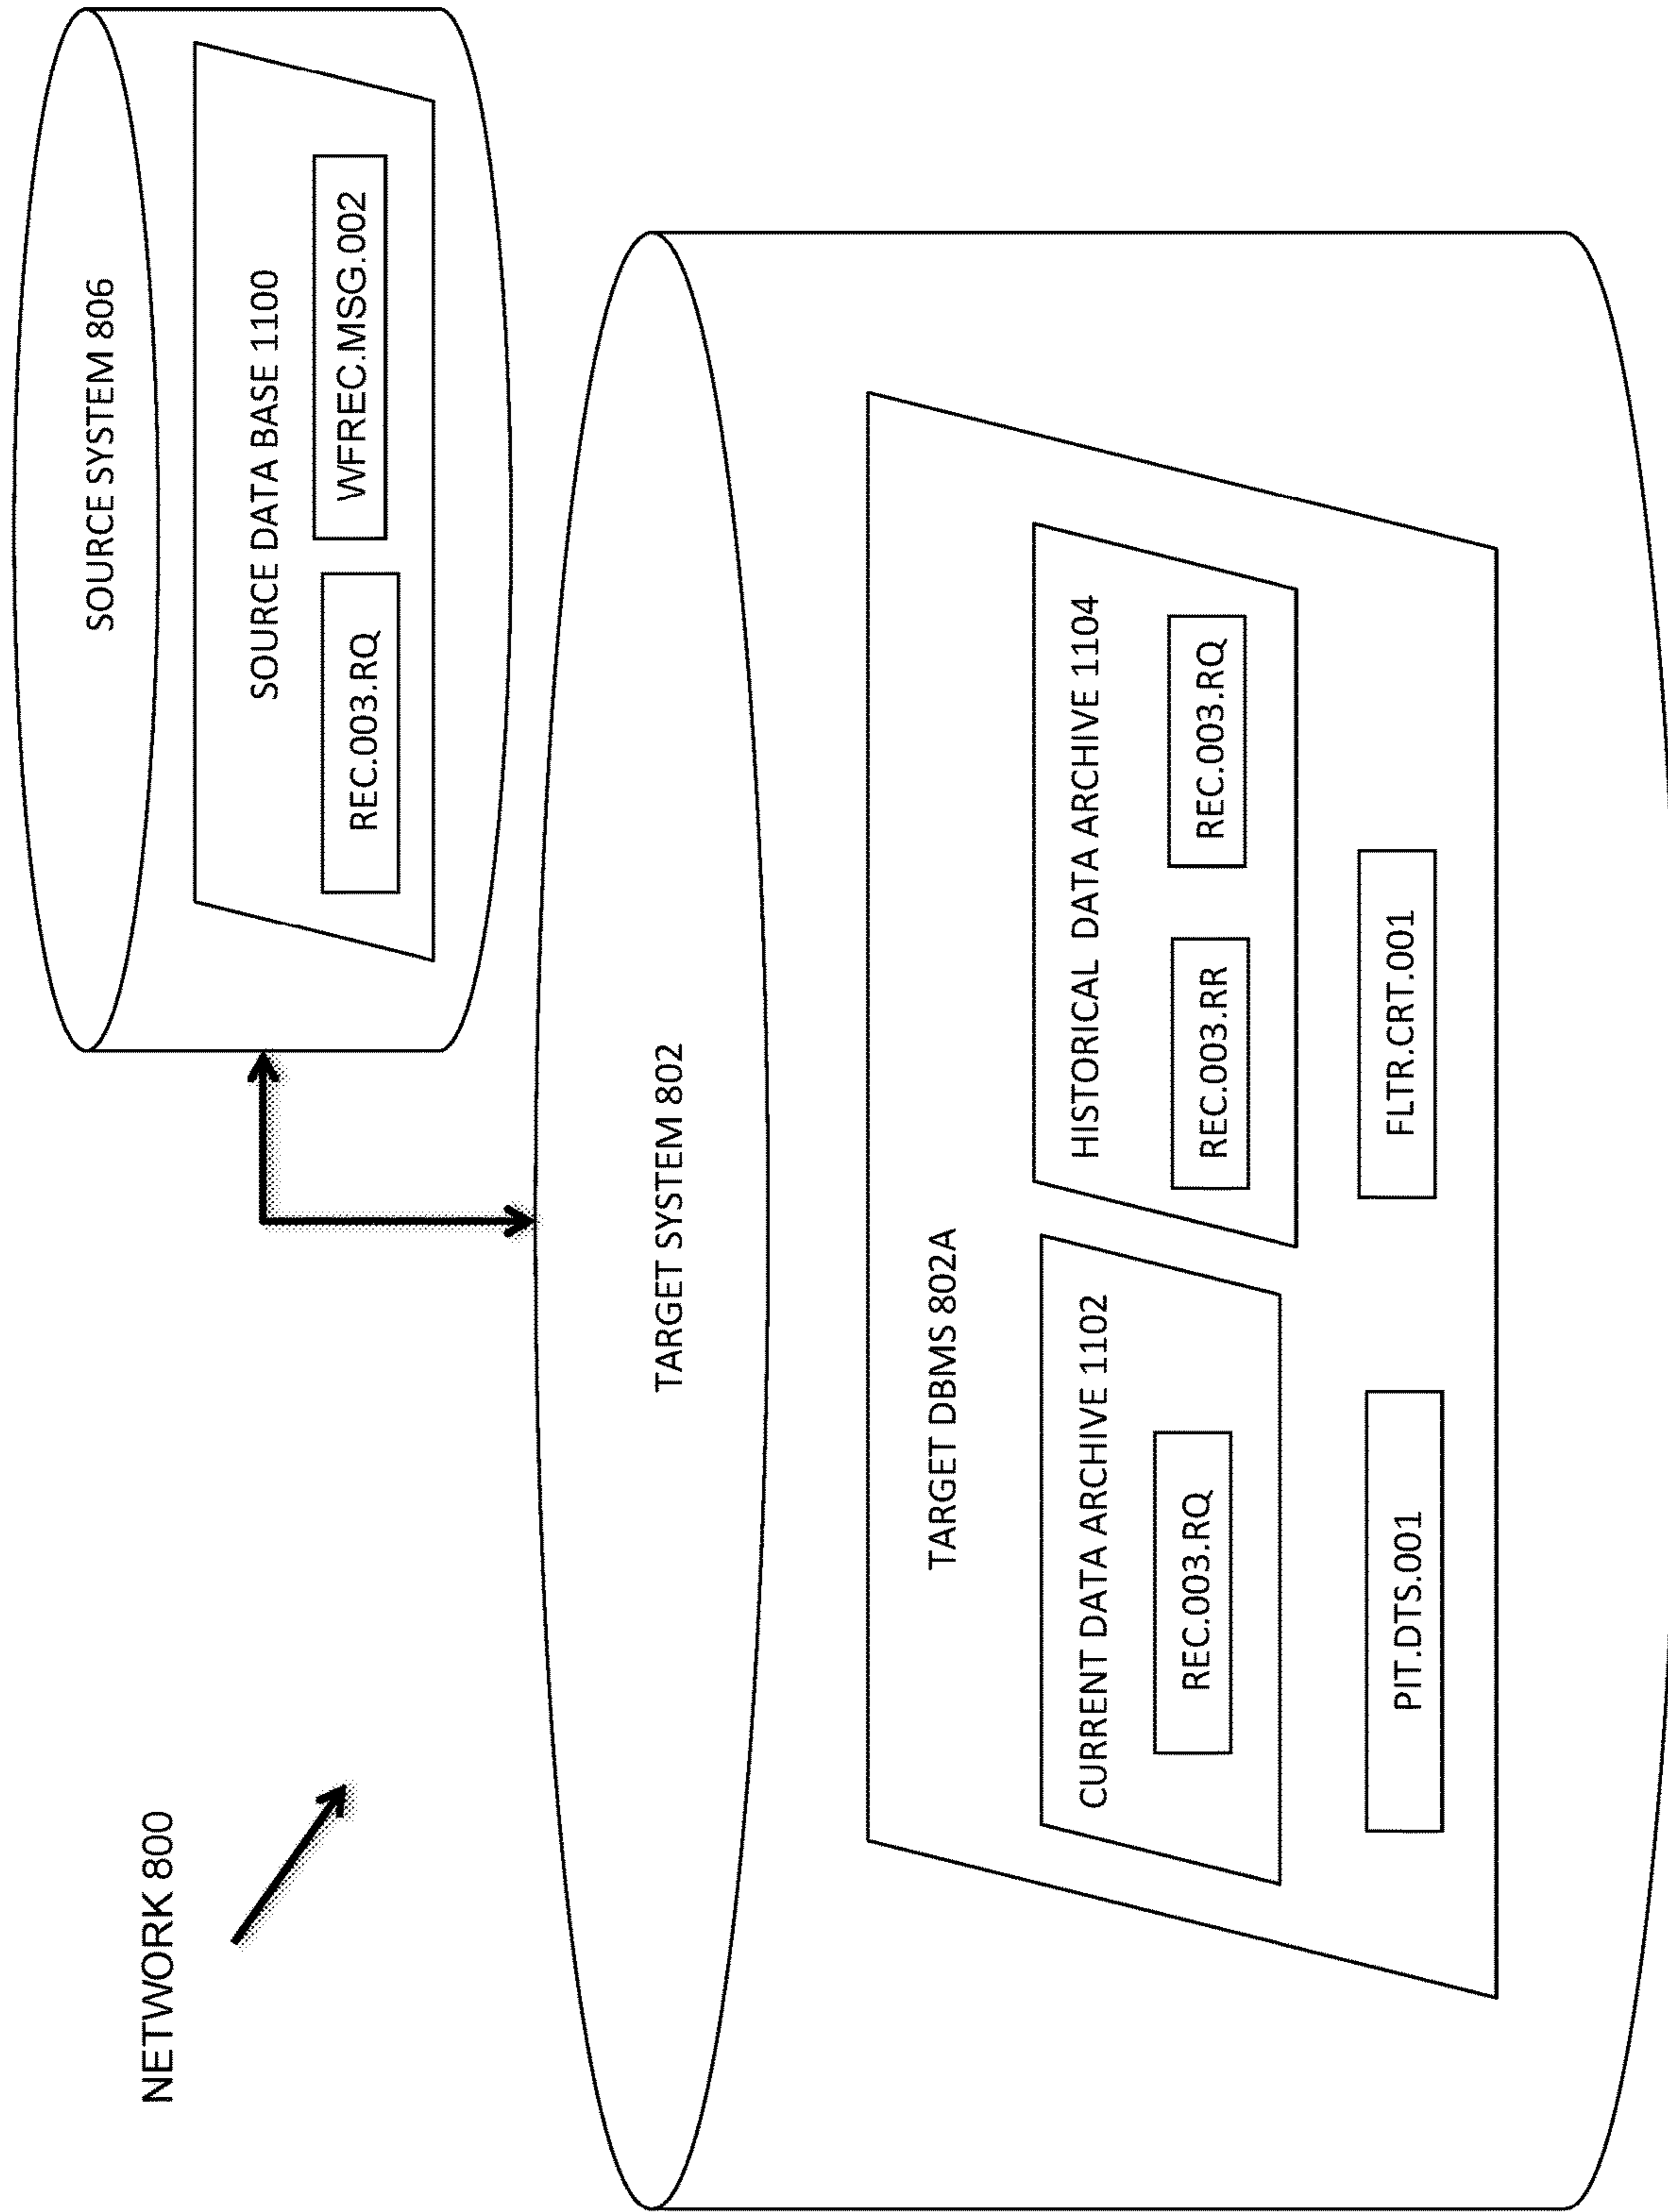 NETWORK 800
SOURCE SYSTEM 806
SOURCE DATA BASE 1100
REC.003.RQ
WFREC.MSG.002
TARGET SYSTEM 802
TARGET DBMS 802A
CURRENT DATA ARCHIVE 1102
REC.003.RQ
HISTORICAL DATA ARCHIVE 1104
REC.003.RR
REC.003.RQ
PIT.DTS.001
FLTR.CRT.001